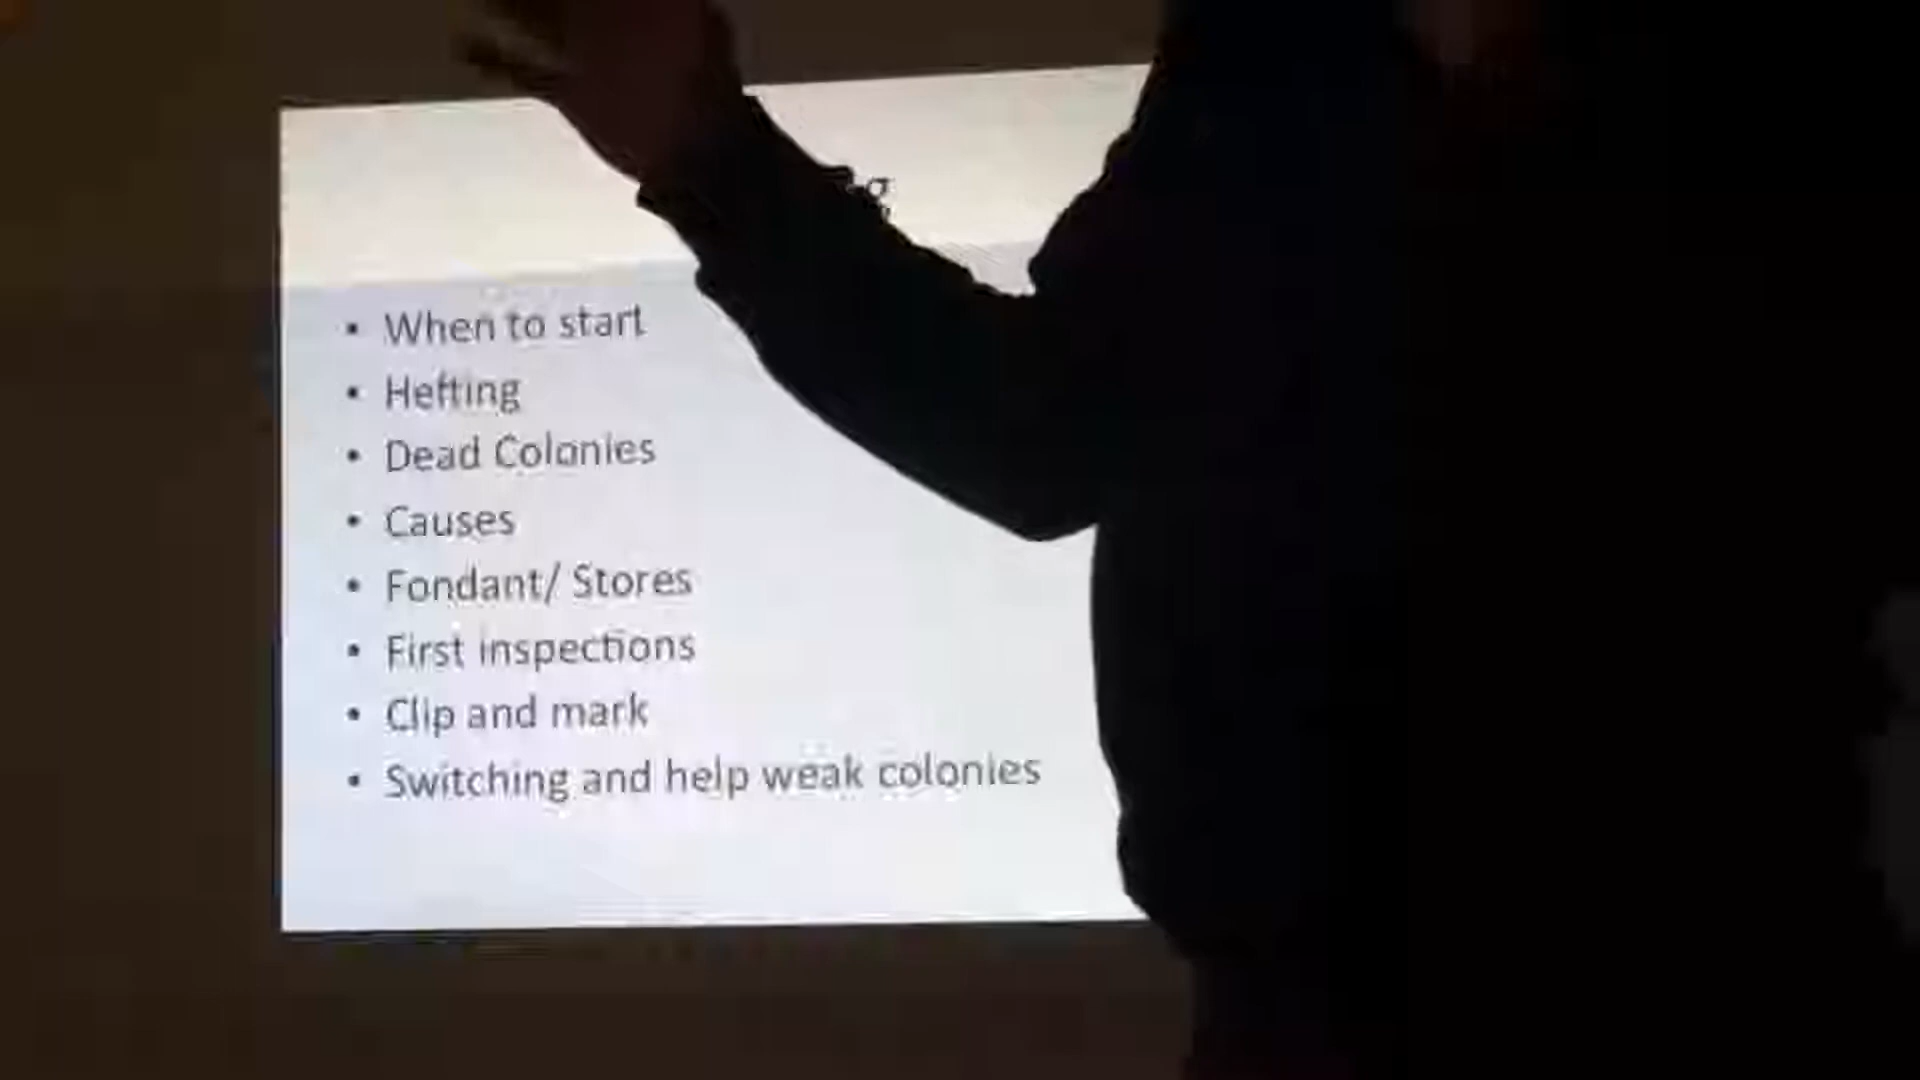 • When to start
• Hefting
• Dead Colonies
• Causes
• Fondant/ Stores
• First inspections
• Clip and mark
• Switching and help weak colonies